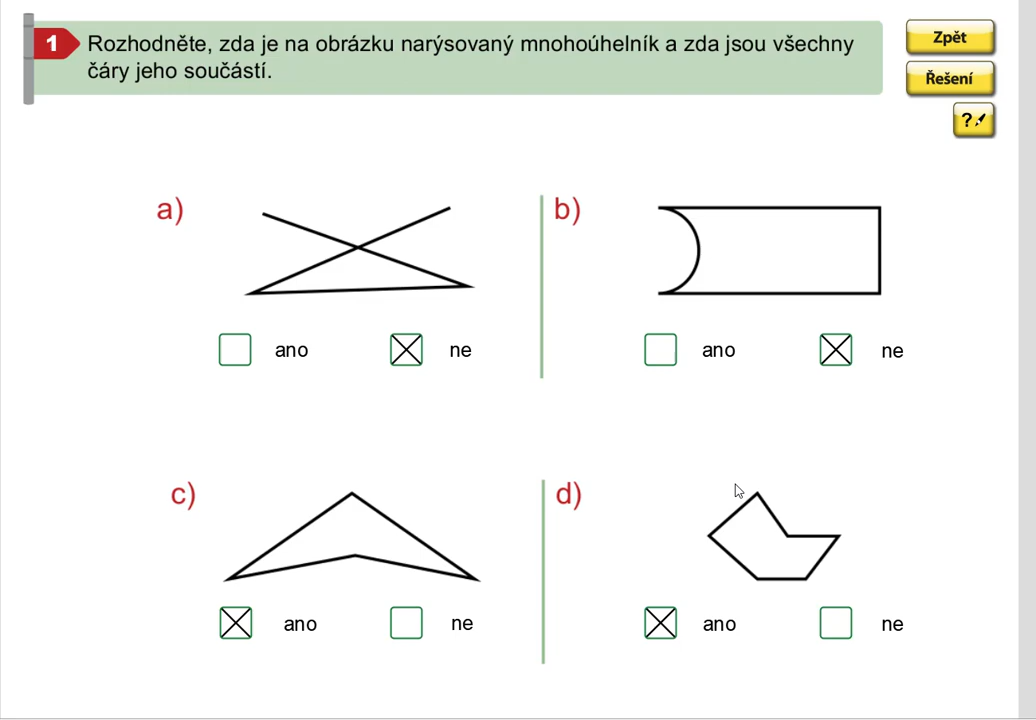 1
Rozhodněte, zda je na obrázku narýsovaný mnohoúhelník a zda jsou všechny
čáry jeho součástí.
Zpět
Řešení
?
a)
ano ne
b)
ano ne
c)
ano ne
d)
ano ne